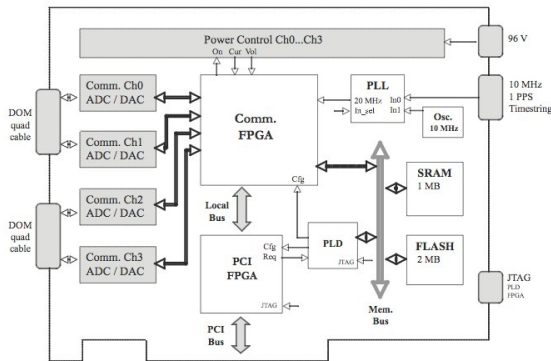 Power Control Ch0...Ch3
On Cur Vol
96 V
DOM
quad
cable
Comm. Ch0
ADC / DAC
Comm. Ch1
ADC / DAC
Comm.
FPGA
PLL
20 MHz In0
In_sel In1
Osc.
10 MHz
10 MHz
1 PPS
Timestring
DOM
quad
cable
Comm. Ch2
ADC / DAC
Comm. Ch3
ADC / DAC
Cfg
Local
Bus
SRAM
1 MB
PLD
JTAG
FLASH
2 MB
PCI
FPGA
Cfg
Req
JTAG
Mem.
Bus
PCI
Bus
JTAG
PLD
FPGA